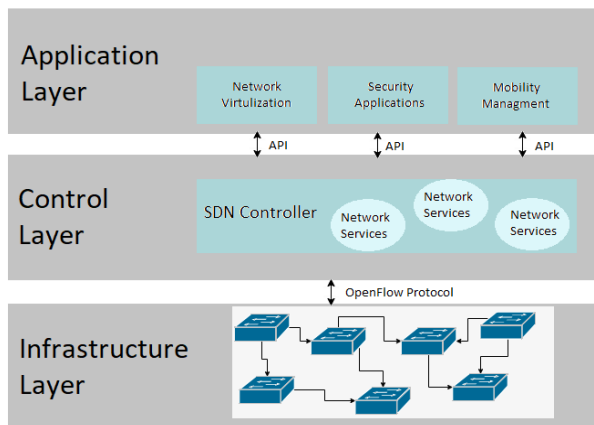 Application
Layer
Network
Virtulization
Security
Applications
Mobility
Managment
API
API
API
Control
Layer
SDN Controller
Network
Services
Network
Services
Network
Services
OpenFlow Protocol
Infrastructure
Layer